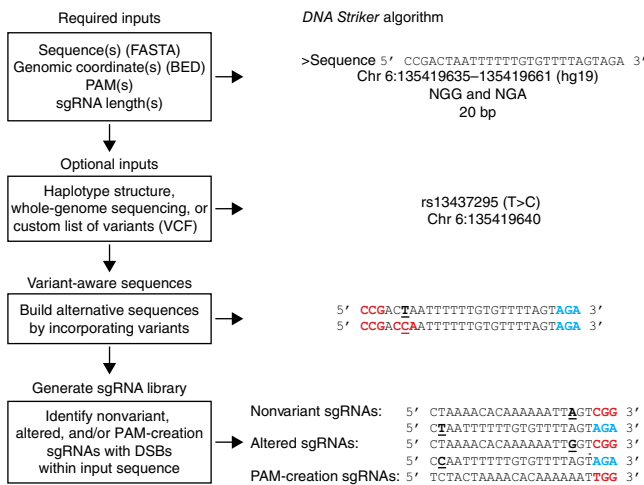 Required inputs
DNA Striker algorithm
Sequence(s) (FASTA)
Genomic coordinate(s) (BED)
PAM(s)
sgRNA length(s)
>Sequence 5′ CCGACTAATTTTTTGTGTTTTAGTAGA 3′
Chr 6:135419635–135419661 (hg19)
NGG and NGA
20 bp
Optional inputs
Haplotype structure,
whole-genome sequencing, or
custom list of variants (VCF)
rs13437295 (T>C)
Chr 6:135419640
Variant-aware sequences
Build alternative sequences
by incorporating variants
5′ CCGACTAATTTTTTGTGTTTTAGTAGA 3′
5′ CCGACCAATTTTTTGTGTTTTAGTAGA 3′
Generate sgRNA library
Identify nonvariant,
altered, and/or PAM-creation
sgRNAs with DSBs
within input sequence
Nonvariant sgRNAs: 5′ CTAAAACACAAAAAATTAGTCGG 3′
5′ CTAATTTTTTGTGTTTTAGTAGA 3′
Altered sgRNAs: 5′ CTAAAACACAAAAAATTGGTCGG 3′
5′ CCAATTTTTTGTGTTTTAGTAGA 3′
PAM-creation sgRNAs: 5′ TCTACTAAAACACAAAAAATTGG 3′